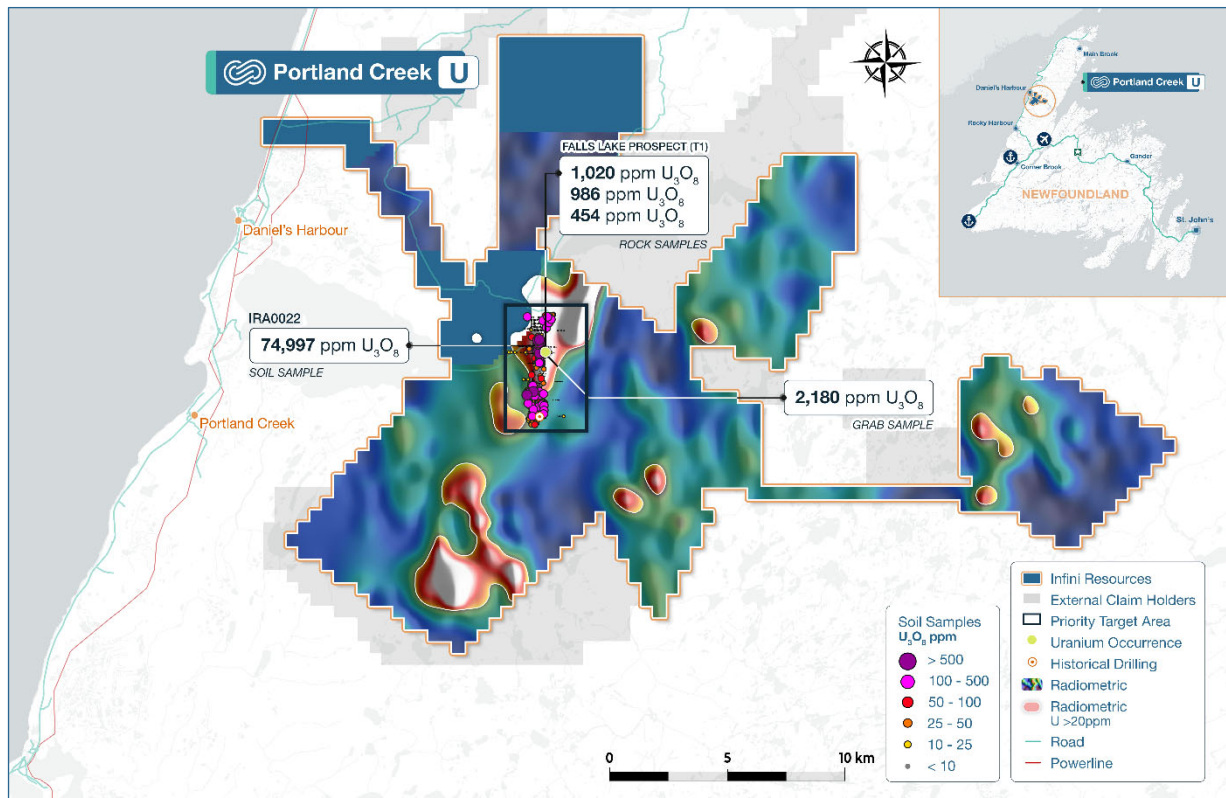 Portland Creek U
FALLS LAKE PROSPECT (T1)
1,020 ppm U₃O₈
986 ppm U₃O₈
454 ppm U₃O₈
ROCK SAMPLES
Daniel's Harbour
IRA0022
74,997 ppm U₃O₈
SOIL SAMPLE
2,180 ppm U₃O₈
GRAB SAMPLE
Portland Creek
Main Brook
Portland Creek U
Daniel's Harbour
Rocky Harbour
Corner Brook
Gander
NEWFOUNDLAND
St. John's
Soil Samples
U₃O₈ ppm
> 500
100 - 500
50 - 100
25 - 50
10 - 25
< 10
Infini Resources
External Claim Holders
Priority Target Area
Uranium Occurrence
Historical Drilling
Radiometric
Radiometric
U >20ppm
Road
Powerline
0 5 10 km